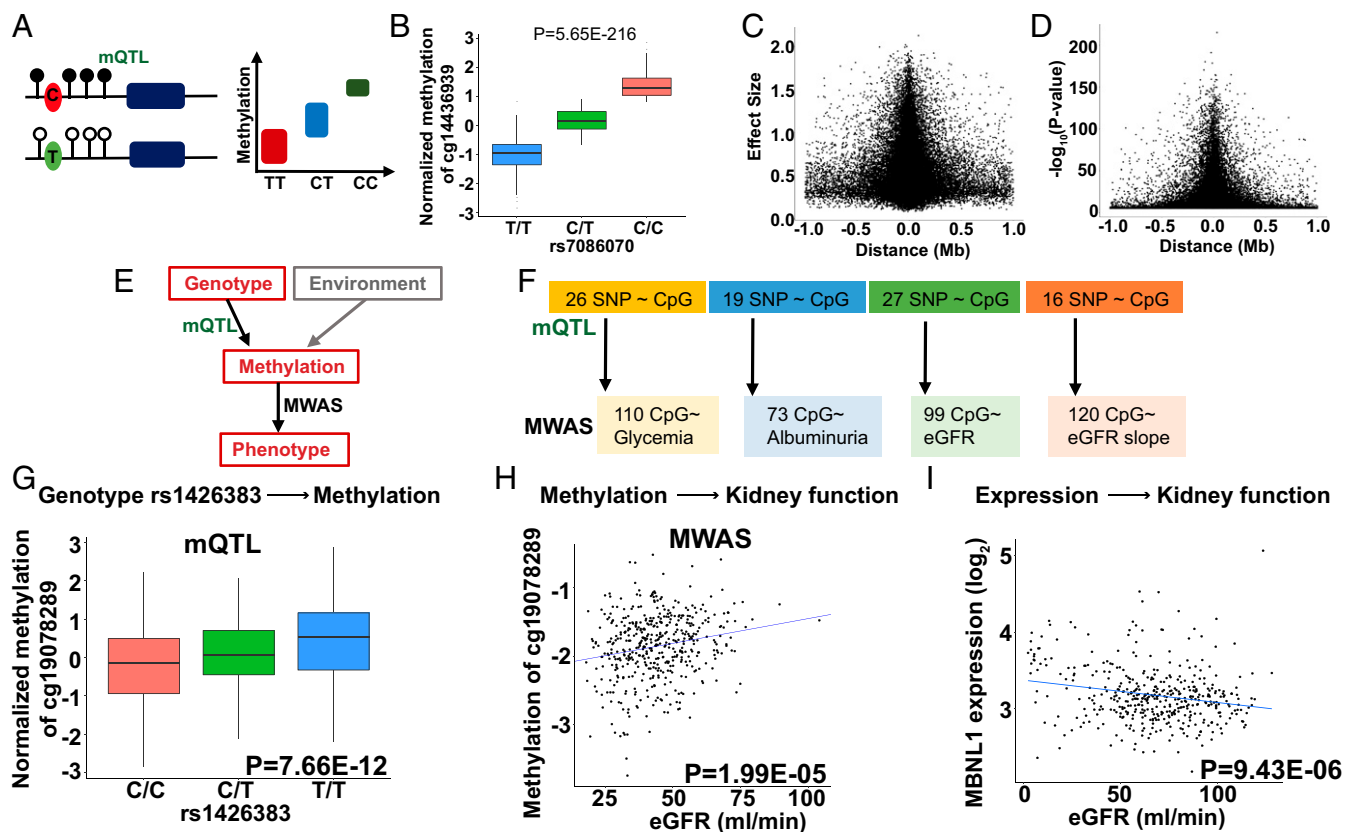 A
mQTL
C
T
Methylation
TT CT CC
B
P=5.65E-216
Normalized methylation
of cg14436939
3
2
1
0
-1
-2
-3
T/T C/T C/C
rs7086070
C
Effect Size
2.0
1.5
1.0
0.5
0.0
-1.0 -0.5 0.0 0.5 1.0
Distance (Mb)
D
-log10(P-value)
200
150
100
50
0
-1.0 -0.5 0.0 0.5 1.0
Distance (Mb)
E
Genotype
Environment
mQTL
Methylation
MWAS
Phenotype
F
26 SNP ~ CpG
19 SNP ~ CpG
27 SNP ~ CpG
16 SNP ~ CpG
mQTL
MWAS
110 CpG~
Glycemia
73 CpG~
Albuminuria
99 CpG~
eGFR
120 CpG~
eGFR slope
G
Genotype rs1426383 → Methylation
mQTL
Normalized methylation
of cg19078289
3
2
1
0
-1
-2
-3
P=7.66E-12
C/C C/T T/T
rs1426383
H
Methylation → Kidney function
MWAS
Methylation of cg19078289
-1
-2
-3
P=1.99E-05
25 50 75 100
eGFR (ml/min)
I
Expression → Kidney function
MBNL1 expression (log2)
5
4
3
P=9.43E-06
0 50 100
eGFR (ml/min)